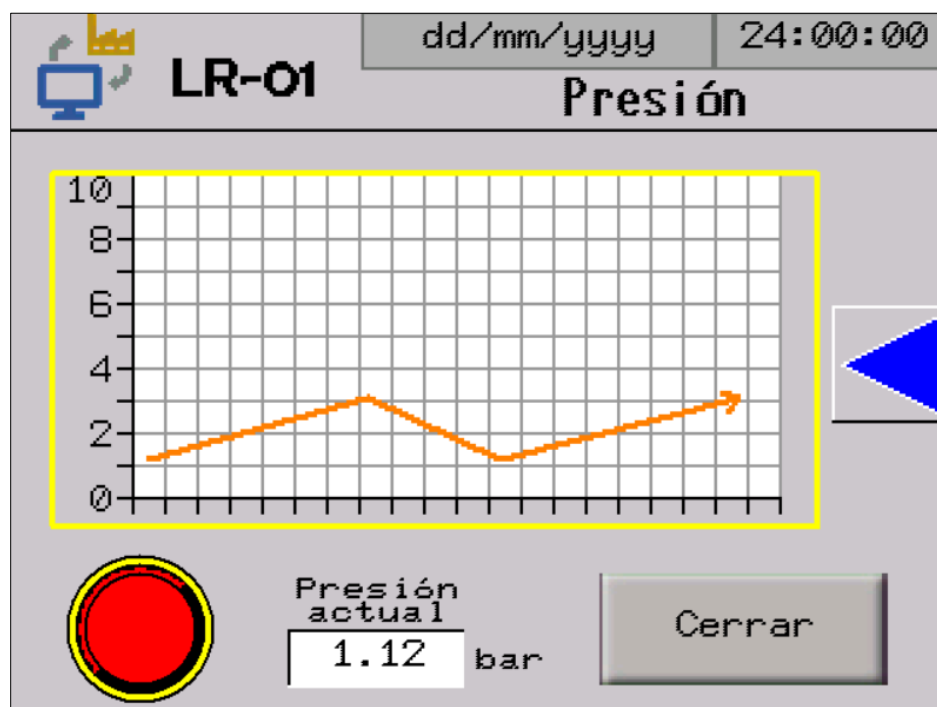 dd/mm/yyyy 24:00:00
LR-01
Presión
10
8
6
4
2
0
Presión
actual
1.12 bar
Cerrar